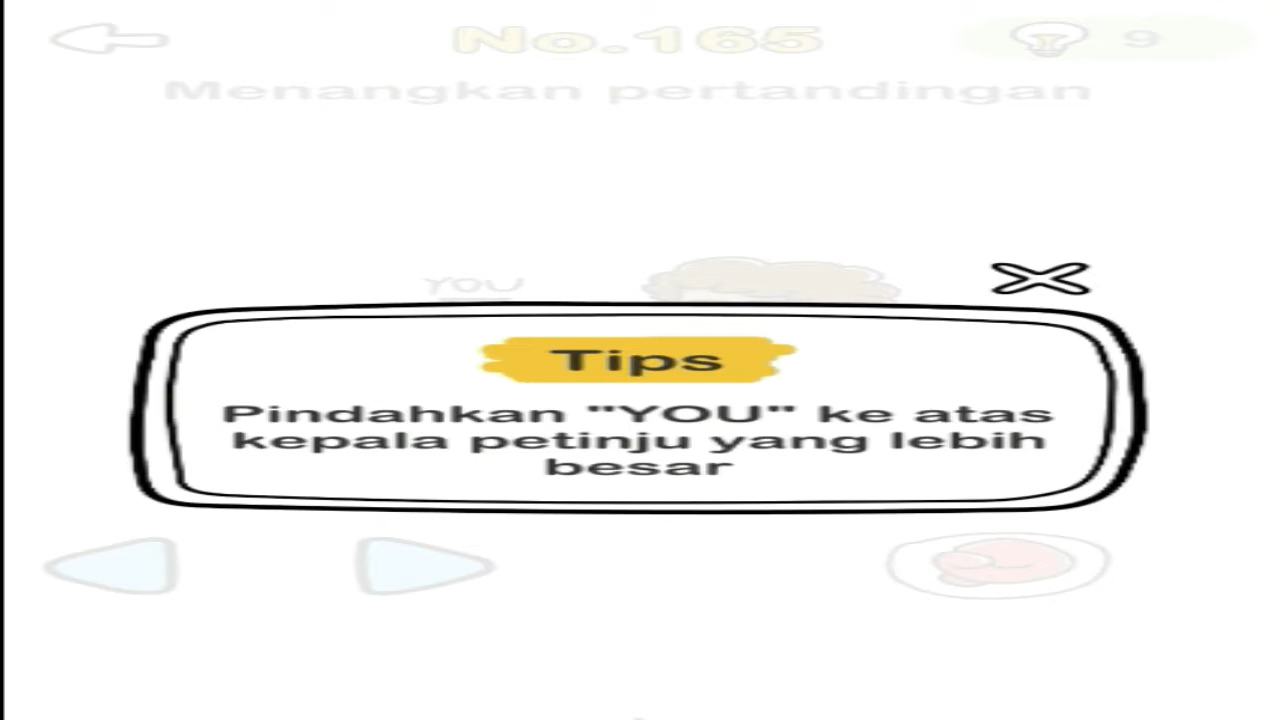 No.165
9
Menangkan pertandingan
YOU
Tips
Pindahkan "YOU" ke atas
kepala petinju yang lebih
besar